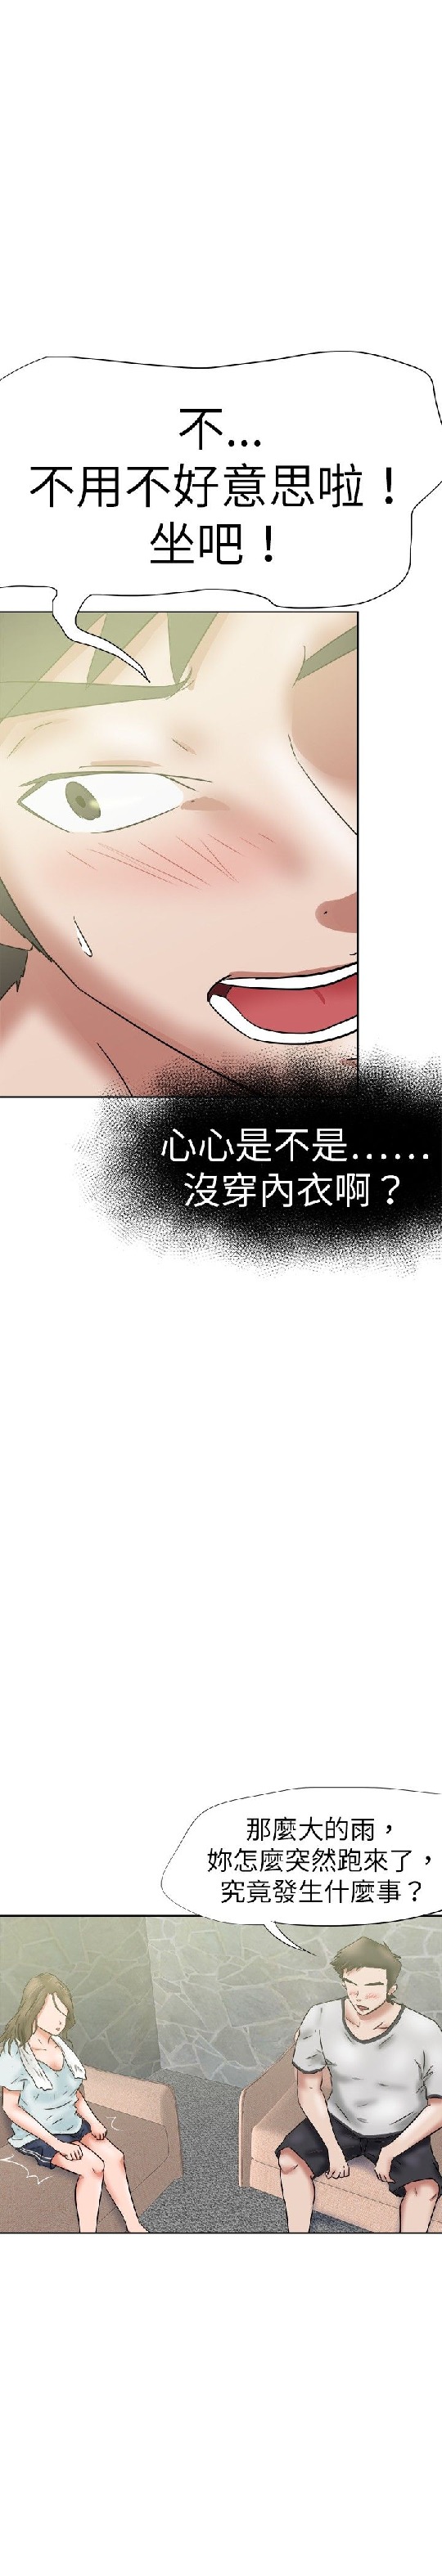 不...
不用不好意思啦！
坐吧！
心心是不是……
沒穿內衣啊？
那麼大的雨，
妳怎麼突然跑來了，
究竟發生什麼事？